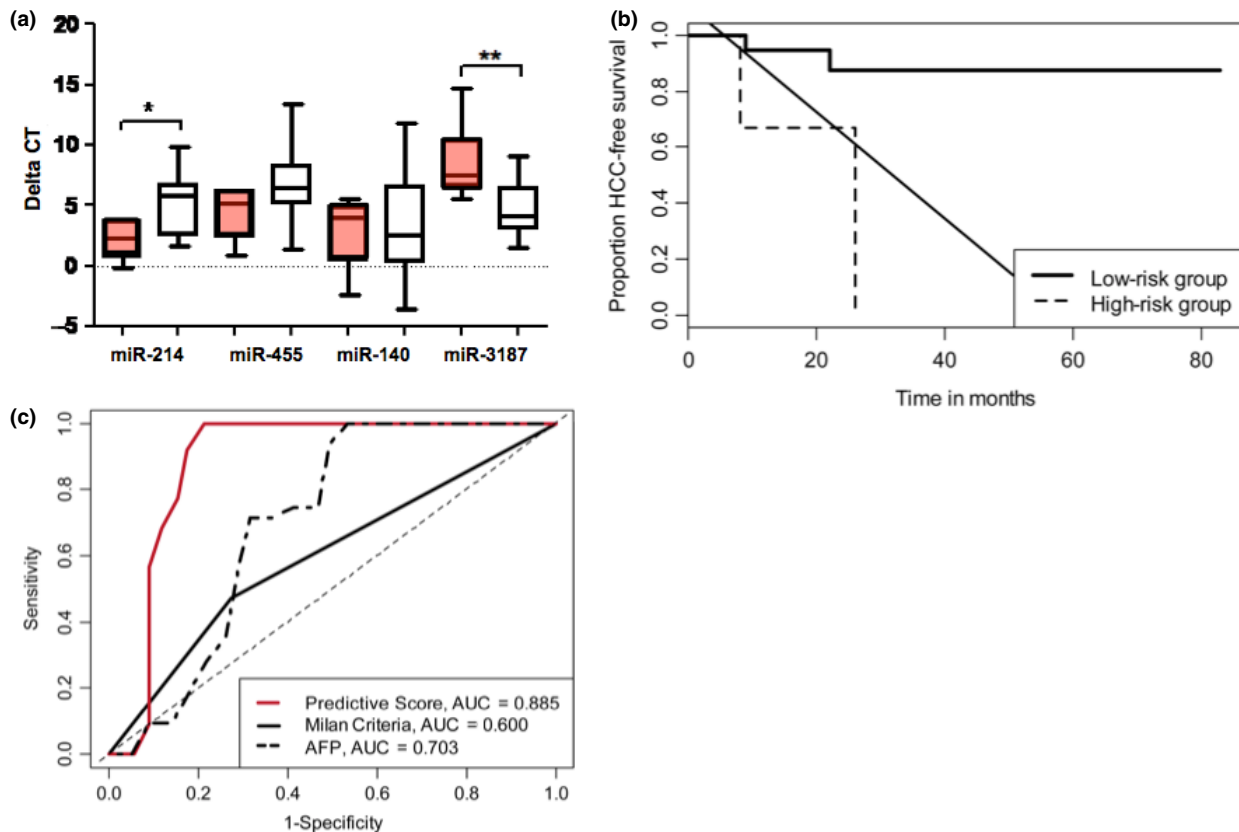 (a)
20
15
10
5
0
–5
Delta CT
*
**
miR-214 miR-455 miR-140 miR-3187
(b)
1.0
0.8
0.6
0.4
0.2
0.0
Proportion HCC-free survival
Low-risk group
High-risk group
0 20 40 60 80
Time in months
(c)
1.0
0.8
0.6
0.4
0.2
0.0
Sensitivity
Predictive Score, AUC = 0.885
Milan Criteria, AUC = 0.600
AFP, AUC = 0.703
0.0 0.2 0.4 0.6 0.8 1.0
1-Specificity